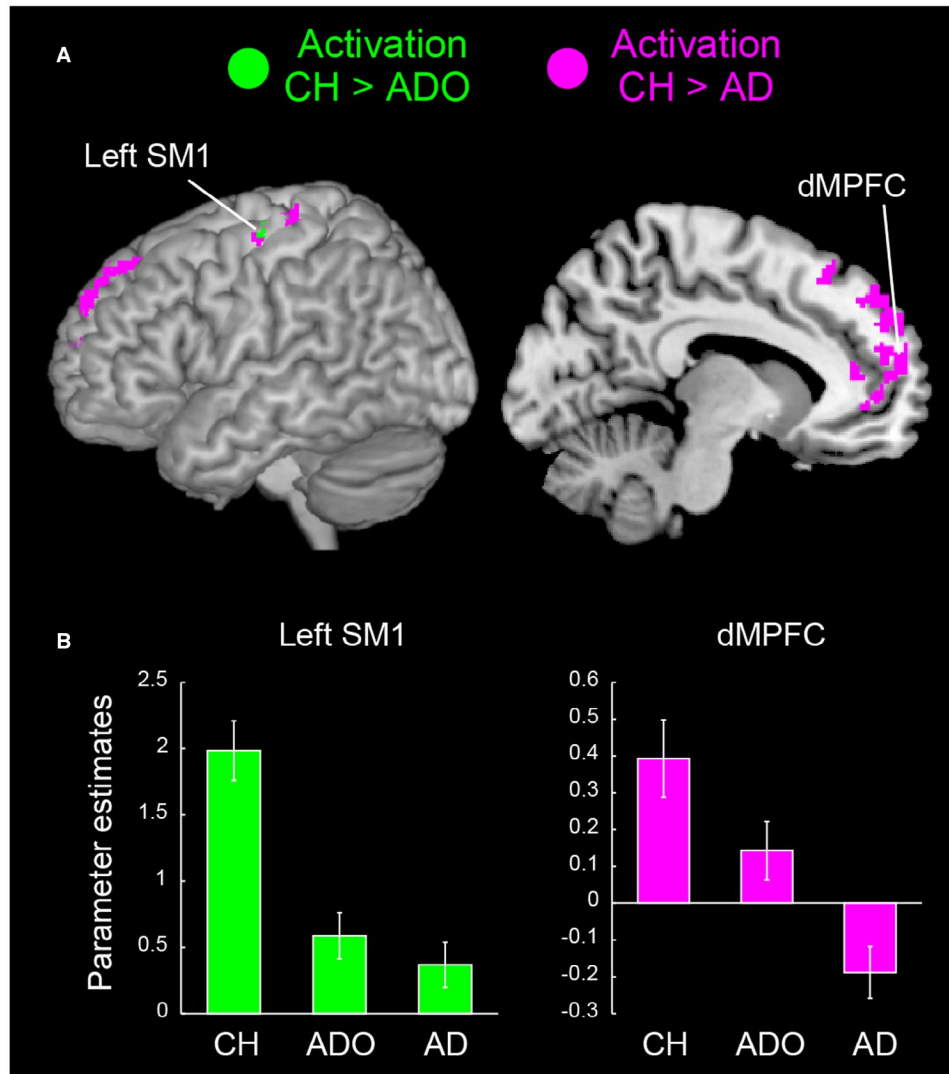 A
Activation
CH > ADO
Activation
CH > AD
Left SM1
dMPFC
B
Left SM1
dMPFC
Parameter estimates
2.5
2
1.5
1
0.5
0
CH
ADO
AD
0.6
0.5
0.4
0.3
0.2
0.1
0
-0.1
-0.2
-0.3
CH
ADO
AD